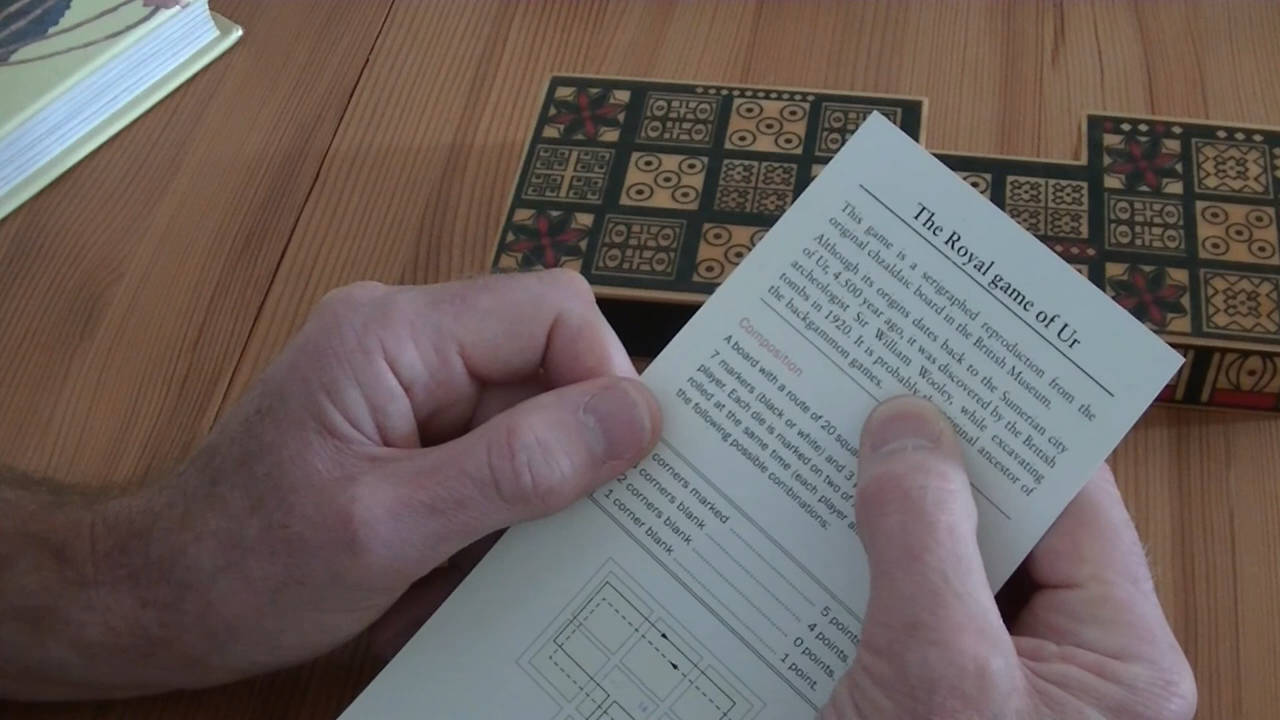 The Royal game of Ur
This game is a serigraphed reproduction from the
original chzaldaic board in the British Museum.
Although its origins dates back to the Sumerian city
of Ur, 4.500 year ago, it was discovered by the British
archeologist Sir William Wooley, while excavating
tombs in 1920. It is probably the original ancestor of
the backgammon games.
Composition
A board with a route of 20
7 markers (black or white) and 3
player. Each die is marked on two of
rolled at the same time (each player
the following possible combinations:
corners marked
5 points.
corners blank
4 points.
2 corners blank
0 points.
1 corner blank
1 point.
14